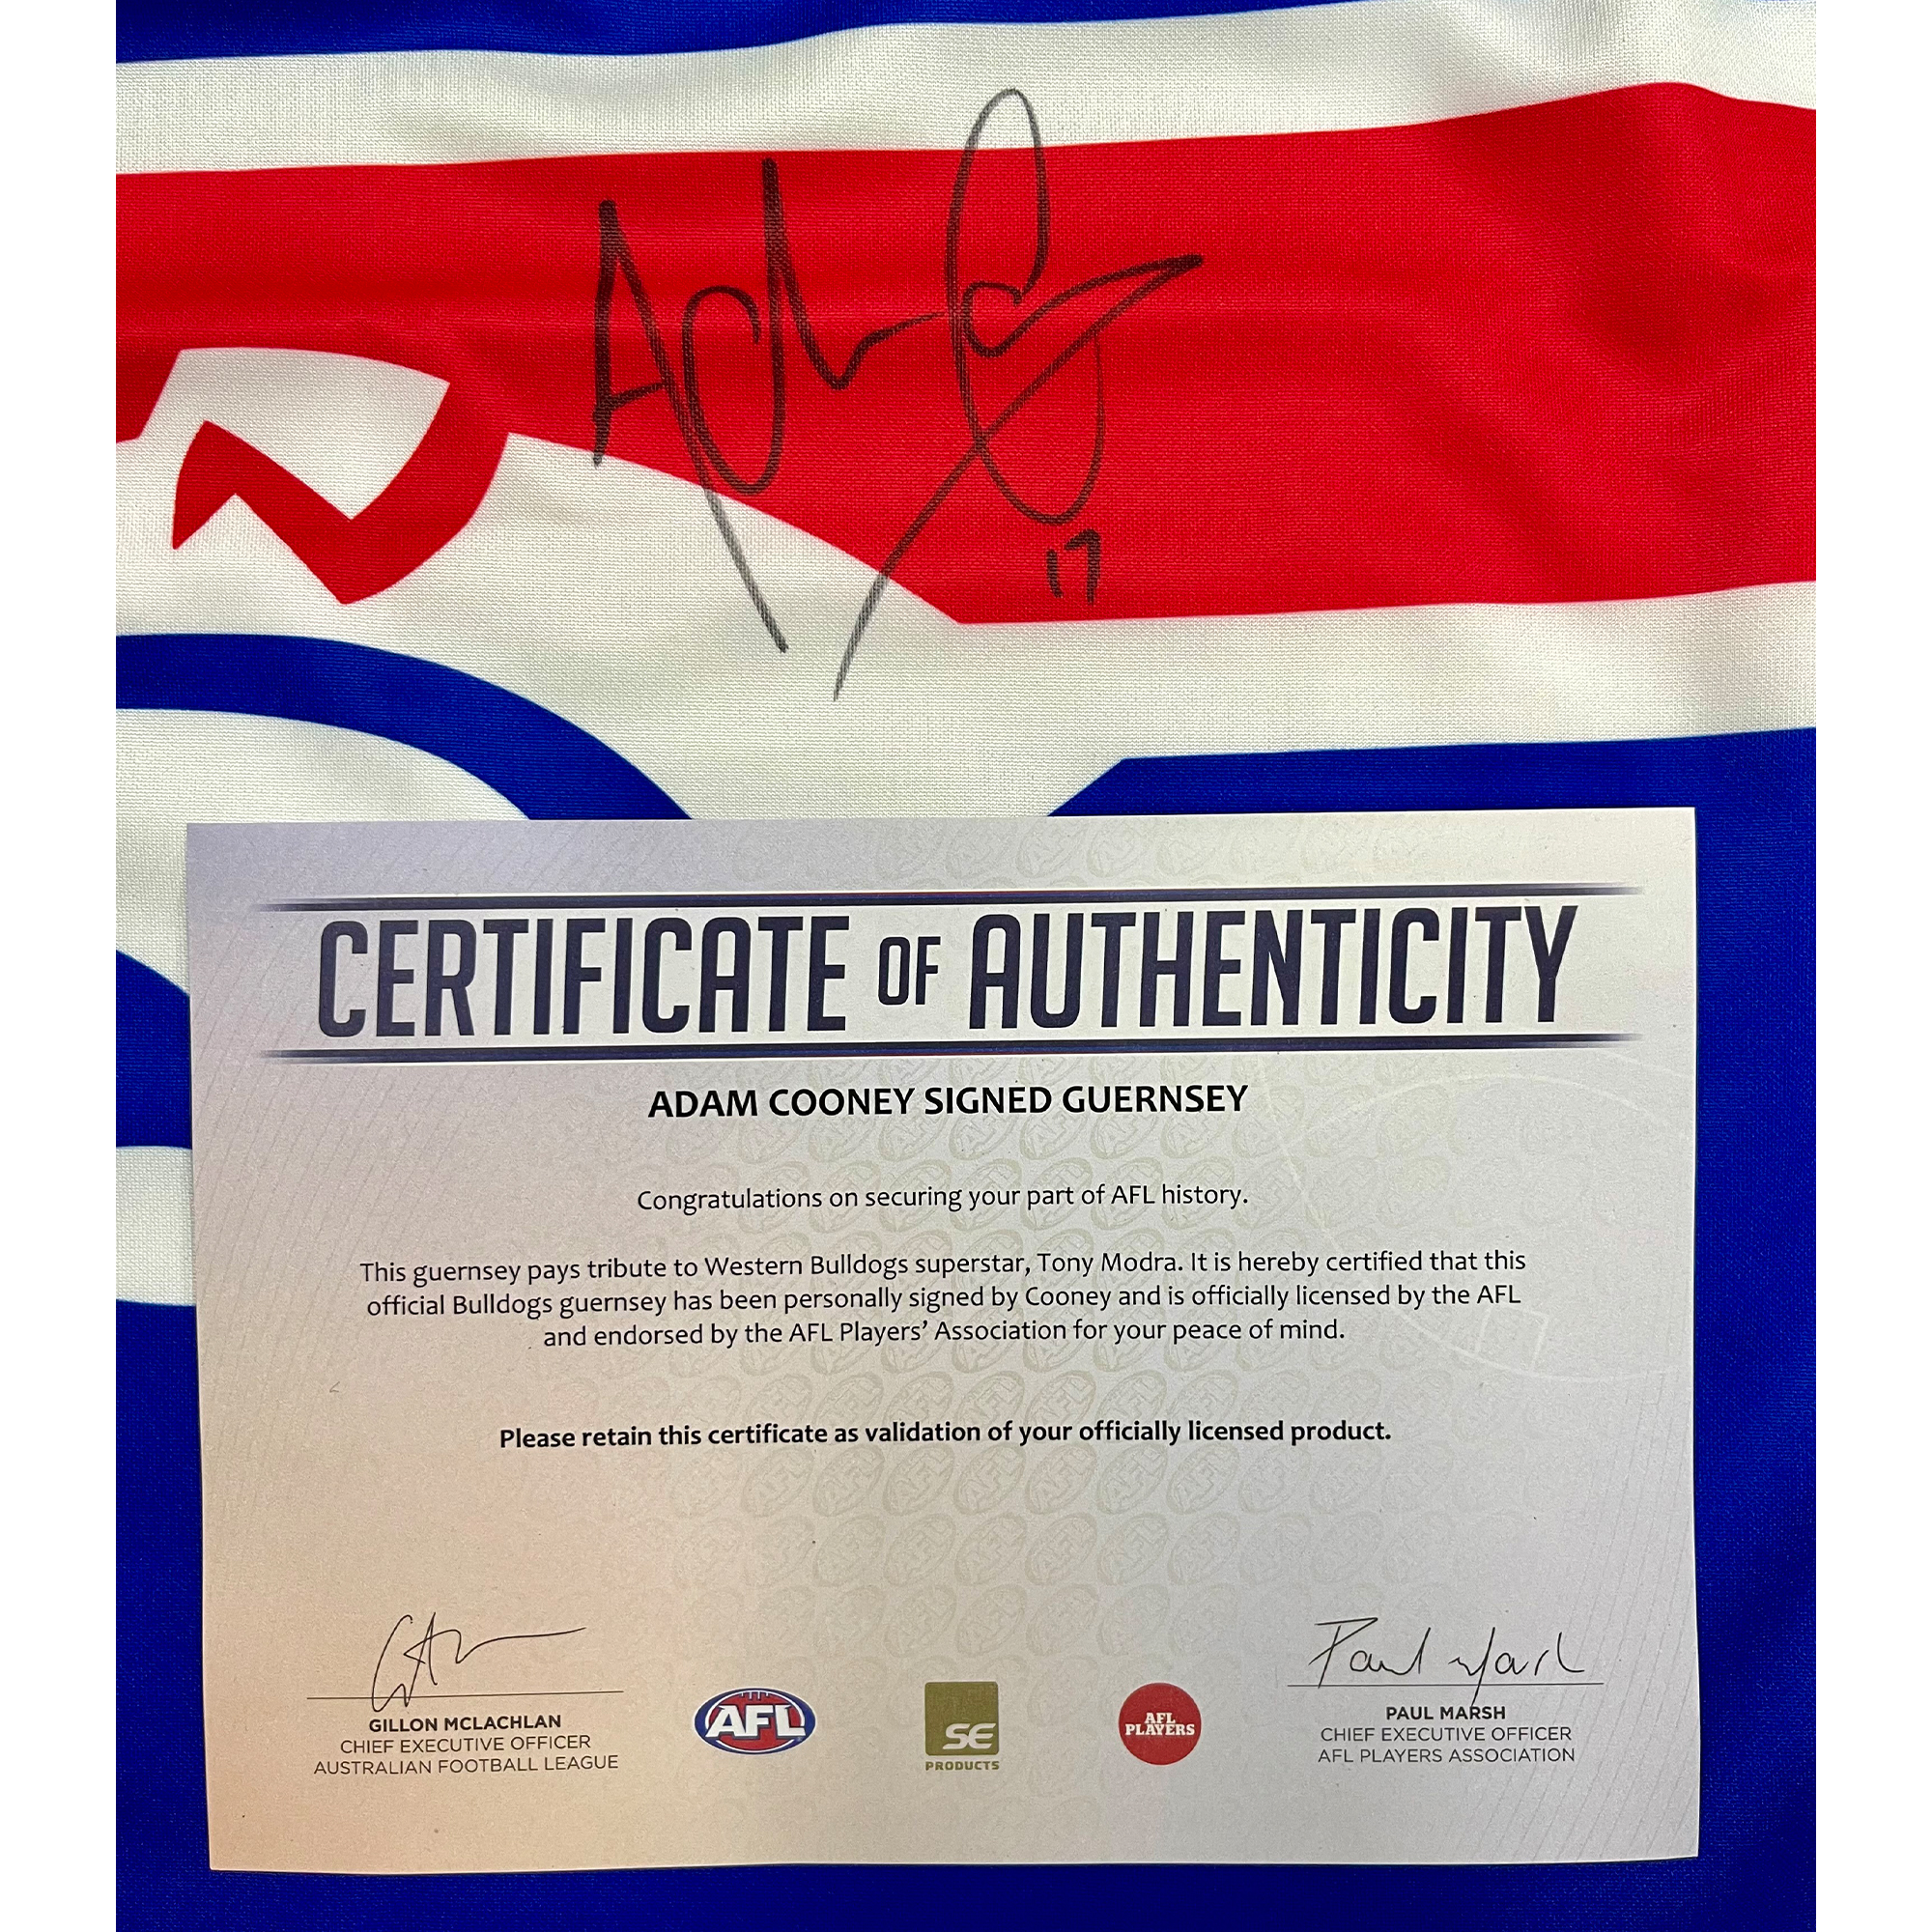 17
CERTIFICATE OF AUTHENTICITY
ADAM COONEY SIGNED GUERNSEY
Congratulations on securing your part of AFL history.
This guernsey pays tribute to Western Bulldogs superstar, Tony Modra. It is hereby certified that this
official Bulldogs guernsey has been personally signed by Cooney and is officially licensed by the AFL
and endorsed by the AFL Players' Association for your peace of mind.
Please retain this certificate as validation of your officially licensed product.
Paul Marsh
GILLON MCLACHLAN
CHIEF EXECUTIVE OFFICER
AUSTRALIAN FOOTBALL LEAGUE
AFL
SE
PRODUCTS
AFL
PLAYERS
PAUL MARSH
CHIEF EXECUTIVE OFFICER
AFL PLAYERS ASSOCIATION